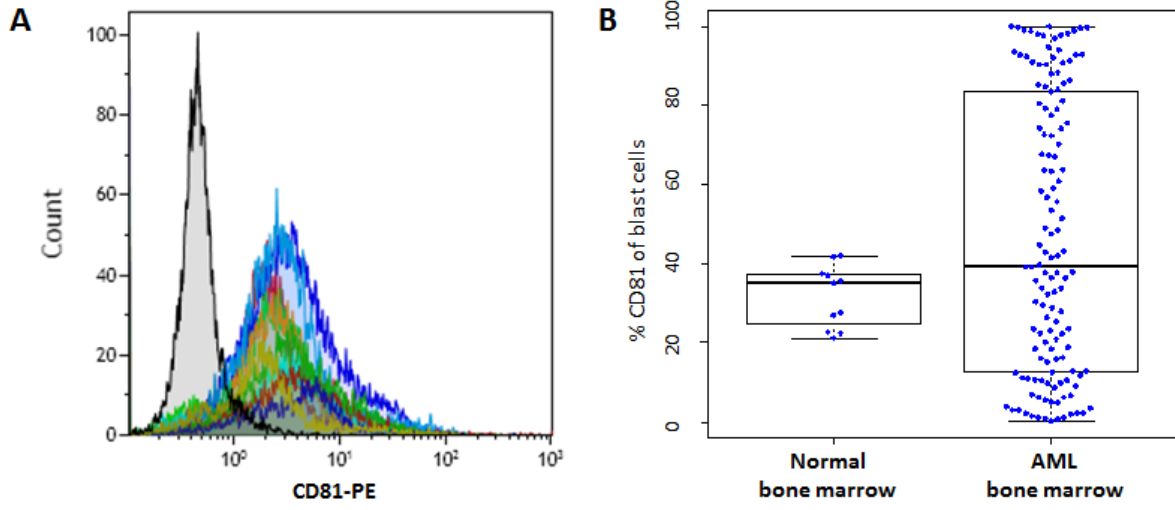 A
100
80
60
40
20
0
Count
10⁰
10¹
10²
10³
CD81-PE
B
100
80
60
40
20
0
% CD81 of blast cells
Normal
bone marrow
AML
bone marrow